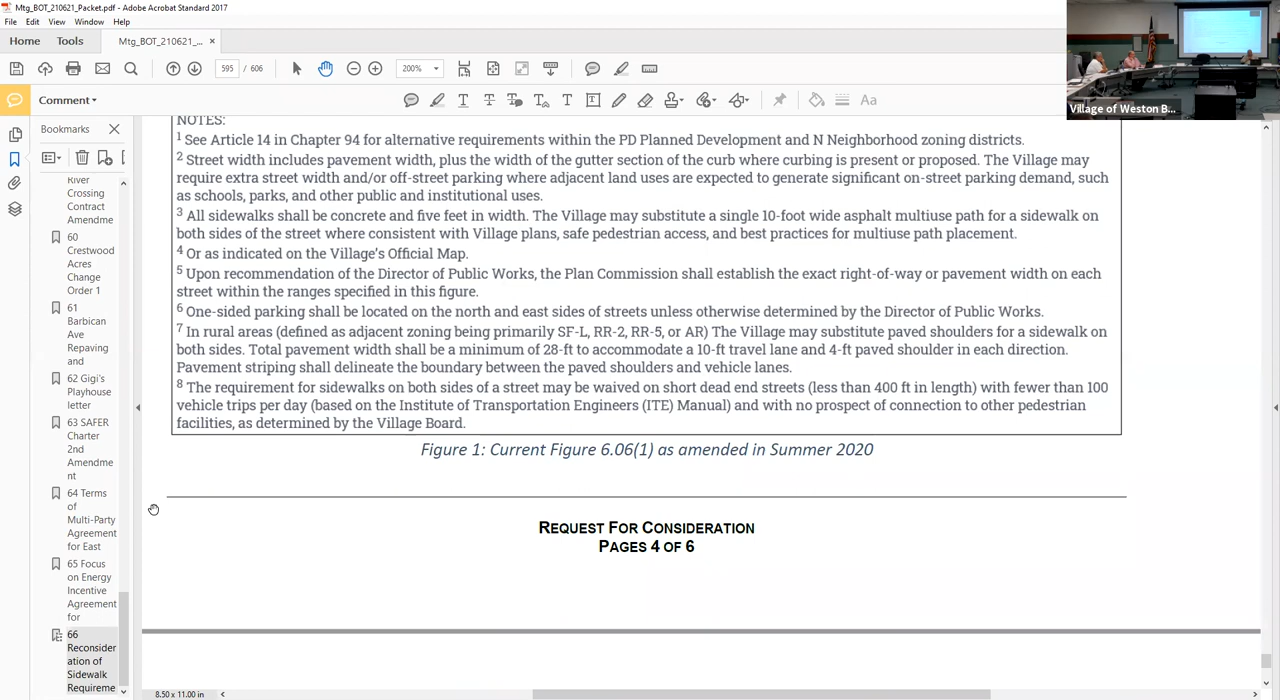 Mtg_BOT_210621_Packet.pdf - Adobe Acrobat Standard 2017
File Edit View Window Help
Home Tools Mtg_BOT_210621_... ×
595 / 606 200%
Comment
Bookmarks
River
Crossing
Contract
Amendme
60
Crestwood
Acres
Change
Order 1
61
Barbican
Ave
Repaving
and
62 Gigi's
Playhouse
letter
63 SAFER
Charter
2nd
Amendme
nt
64 Terms
of
Multi-Party
Agreement
for East
65 Focus
on Energy
Incentive
Agreement
for
66
Reconsider
ation of
Sidewalk
Requireme
NOTES:
1 See Article 14 in Chapter 94 for alternative requirements within the PD Planned Development and N Neighborhood zoning districts.
2 Street width includes pavement width, plus the width of the gutter section of the curb where curbing is present or proposed. The Village may
require extra street width and/or off-street parking where adjacent land uses are expected to generate significant on-street parking demand, such
as schools, parks, and other public and institutional uses.
3 All sidewalks shall be concrete and five feet in width. The Village may substitute a single 10-foot wide asphalt multiuse path for a sidewalk on
both sides of the street where consistent with Village plans, safe pedestrian access, and best practices for multiuse path placement.
4 Or as indicated on the Village's Official Map.
5 Upon recommendation of the Director of Public Works, the Plan Commission shall establish the exact right-of-way or pavement width on each
street within the ranges specified in this figure.
6 One-sided parking shall be located on the north and east sides of streets unless otherwise determined by the Director of Public Works.
7 In rural areas (defined as adjacent zoning being primarily SF-L, RR-2, RR-5, or AR) The Village may substitute paved shoulders for a sidewalk on
both sides. Total pavement width shall be a minimum of 28-ft to accommodate a 10-ft travel lane and 4-ft paved shoulder in each direction.
Pavement striping shall delineate the boundary between the paved shoulders and vehicle lanes.
8 The requirement for sidewalks on both sides of a street may be waived on short dead end streets (less than 400 ft in length) with fewer than 100
vehicle trips per day (based on the Institute of Transportation Engineers (ITE) Manual) and with no prospect of connection to other pedestrian
facilities, as determined by the Village Board.
Figure 1: Current Figure 6.06(1) as amended in Summer 2020
REQUEST FOR CONSIDERATION
PAGES 4 OF 6
8.50 x 11.00 in
Village of Weston B...